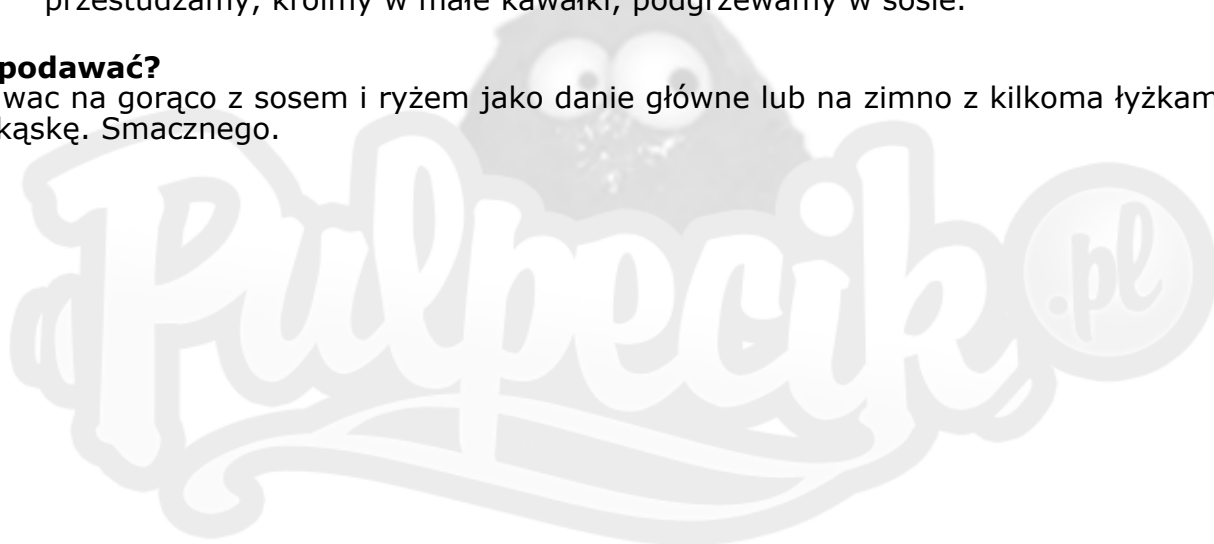 przestudzamy, kroimy w małe kawałki, podgrzewamy w sosie.
podawać?
wac na gorąco z sosem i ryżem jako danie główne lub na zimno z kilkoma łyżkam
kąskę. Smacznego.
Pulpecik.pl